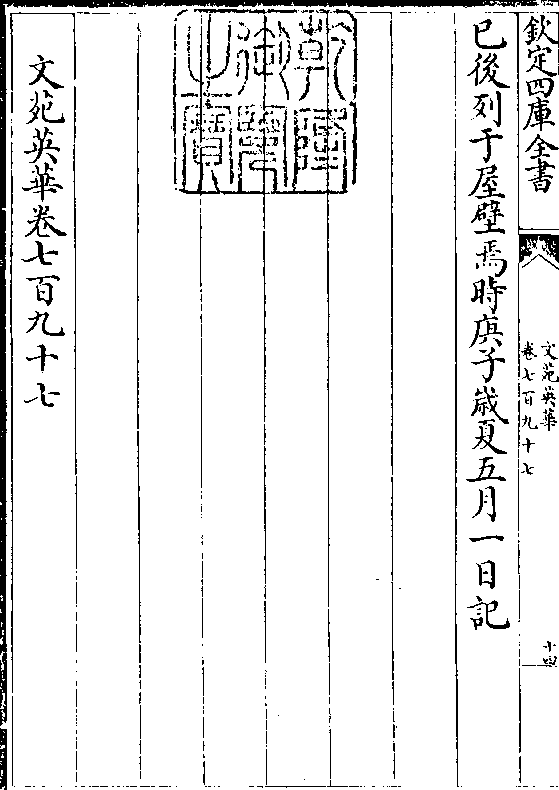 欽定四庫全書
文苑英華
卷七百九十七
十四
已後列于屋壁焉時庚子歲夏五月一日記
乾隆
御覽
之寶
文苑英華卷七百九十七